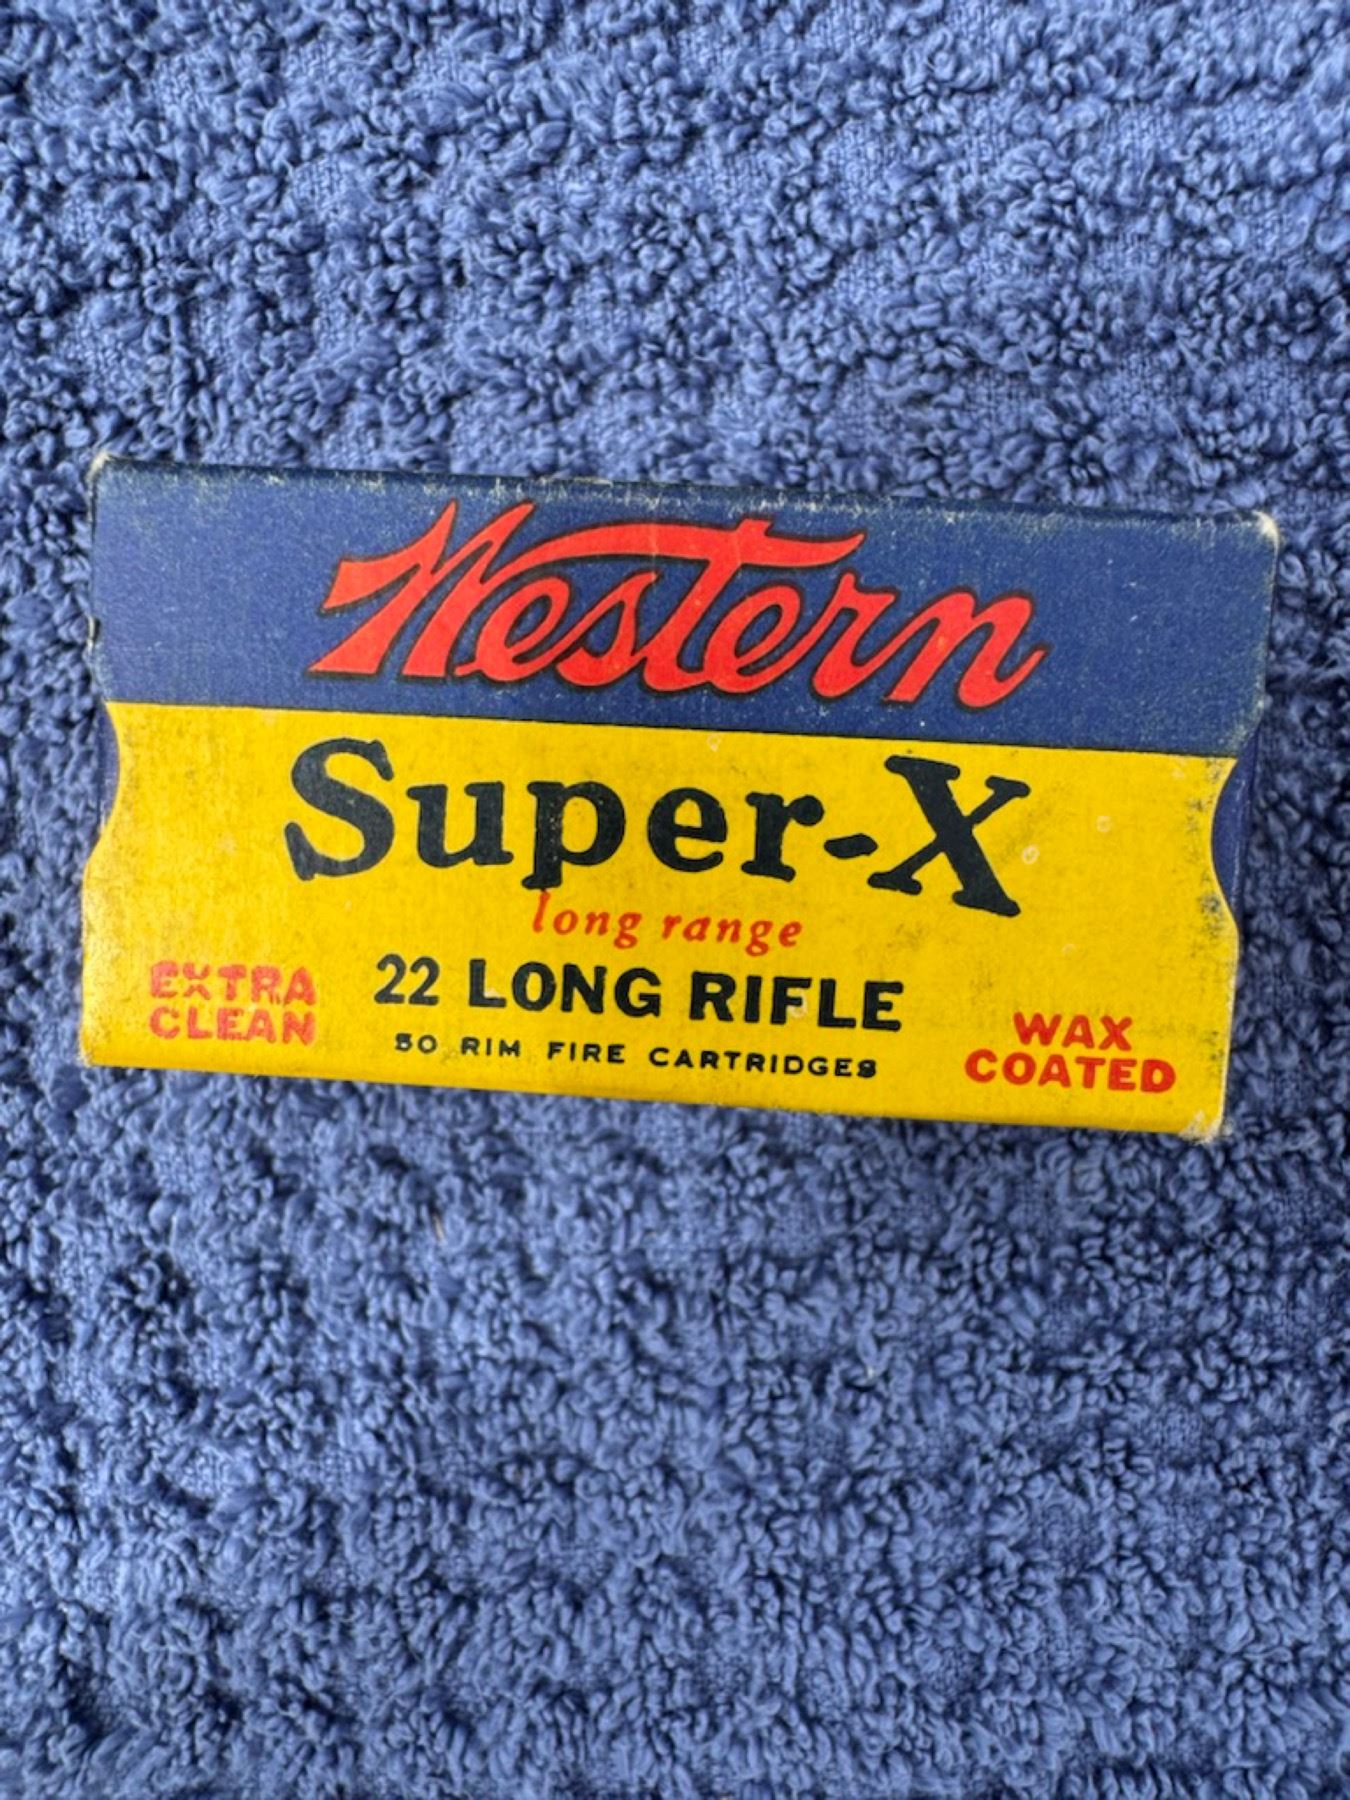 Western
Super-X
long range
22 LONG RIFLE
50 RIM FIRE CARTRIDGES
EXTRA
CLEAN
WAX
COATED